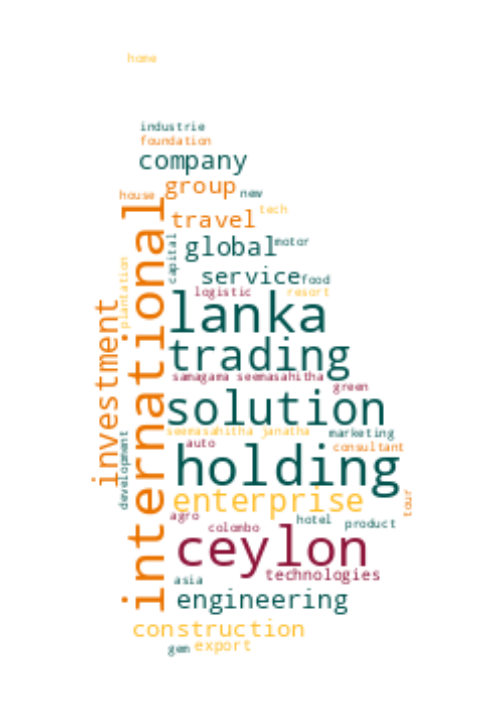 home
industrie
foundation
company
group
new
house
travel
tech
international
global
motor
capital
service
food
plantation
logistic
resort
lanka
investment
trading
samagama seemasahitha
green
solution
seemasahitha janatha
marketing
auto
consultant
development
holding
enterprise
tour
agro
hotel
colombo
product
ceylon
technologies
asia
engineering
construction
export
gem